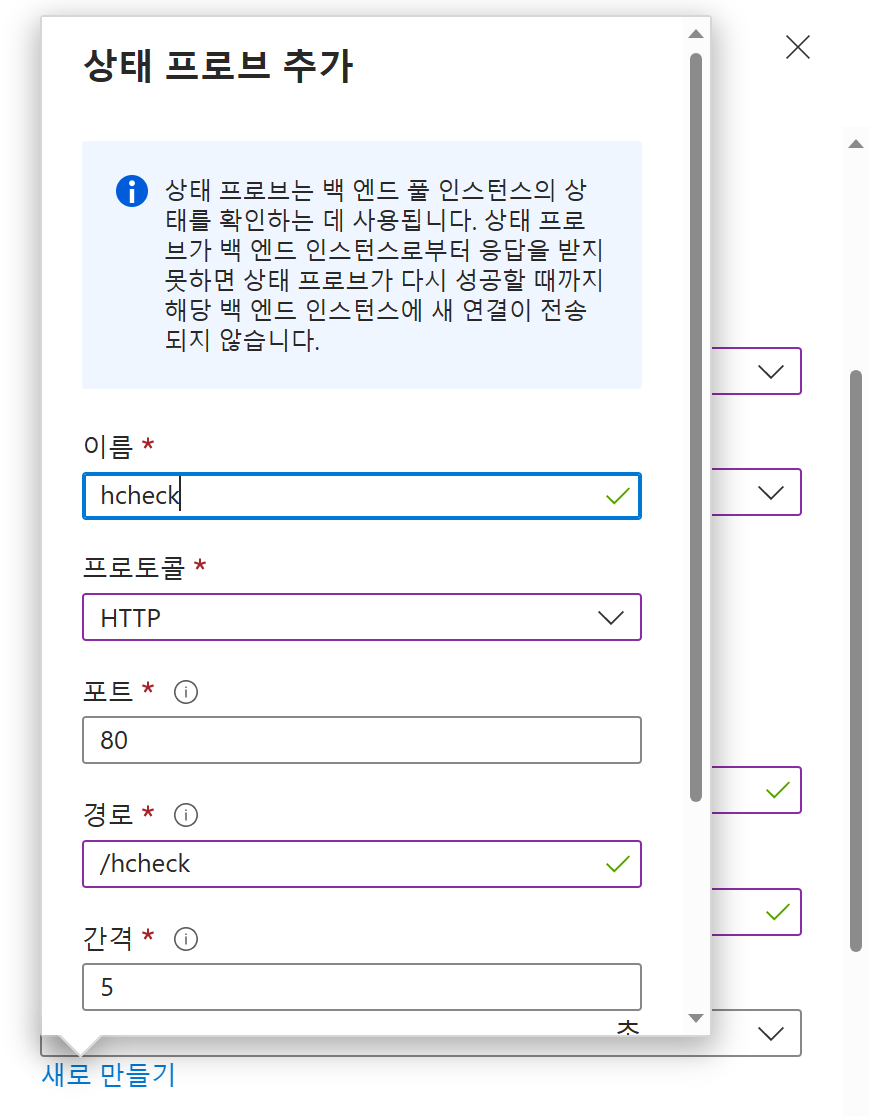 상태 프로브 추가
상태 프로브는 백 엔드 풀 인스턴스의 상
태를 확인하는 데 사용됩니다. 상태 프로
브가 백 엔드 인스턴스로부터 응답을 받지
못하면 상태 프로브가 다시 성공할 때까지
해당 백 엔드 인스턴스에 새 연결이 전송
되지 않습니다.
이름 *
hcheck
프로토콜 *
HTTP
포트 *
80
경로 *
/hcheck
간격 *
5
초
새로 만들기